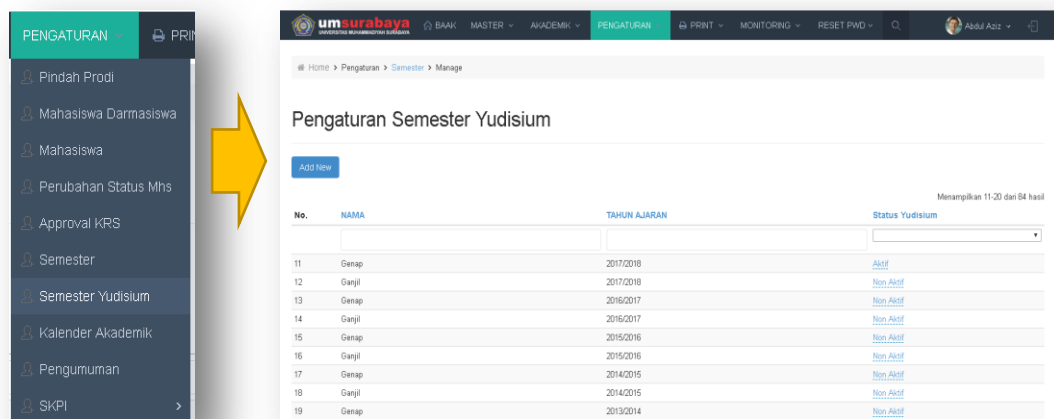 PENGATURAN
PRI
Pindah Prodi
Mahasiswa Darmasiswa
Mahasiswa
Perubahan Status Mhs
Approval KRS
Semester
Semester Yudisium
Kalender Akademik
Pengumuman
SKPI
umsurabaya
UNIVERSITAS MUHAMMADIYAH SURABAYA
BAAK MASTER AKADEMIK PENGATURAN PRINT MONITORING RESET PWD Abdul Aziz
Home > Pengaturan > Semester > Manage
Pengaturan Semester Yudisium
Add New
Menampilkan 11-20 dari 84 hasil
No. NAMA TAHUN AJARAN Status Yudisium
11 Genap 2017/2018 Aktif
12 Ganjil 2017/2018 Non Aktif
13 Genap 2016/2017 Non Aktif
14 Ganjil 2016/2017 Non Aktif
15 Genap 2015/2016 Non Aktif
16 Ganjil 2015/2016 Non Aktif
17 Genap 2014/2015 Non Aktif
18 Ganjil 2014/2015 Non Aktif
19 Genap 2013/2014 Non Aktif